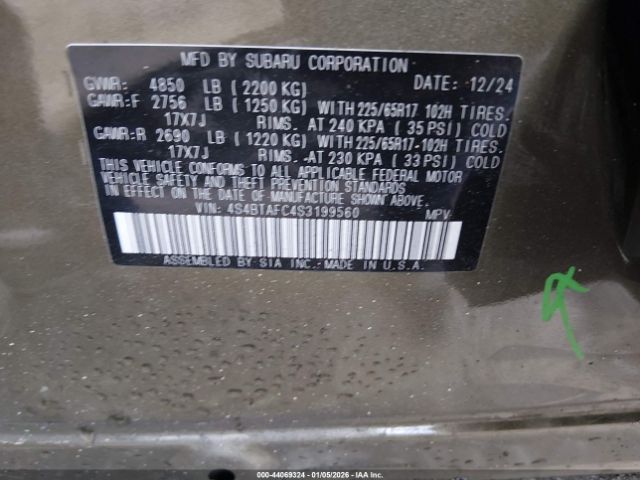 MFD BY SUBARU CORPORATION
GVWR: 4850 LB ( 2200 KG) DATE: 12/24
GAWR:F 2756 LB ( 1250 KG) WITH 225/65R17 102H TIRES.
17X7J RIMS. AT 240 KPA ( 35 PSI) COLD
GAWR:R 2690 LB ( 1220 KG) WITH 225/65R17 102H TIRES.
17X7J RIMS. AT 230 KPA ( 33 PSI) COLD
THIS VEHICLE CONFORMS TO ALL APPLICABLE FEDERAL MOTOR
VEHICLE SAFETY, BUMPER AND THEFT PREVENTION
STANDARDS IN EFFECT ON THE DATE OF MANUFACTURE SHOWN ABOVE.
VIN: 4S4BTAFC4S3199560 MPV
ASSEMBLED BY SIA INC. MADE IN U.S.A.
000-44069324 - 01/05/2026 - IAAI